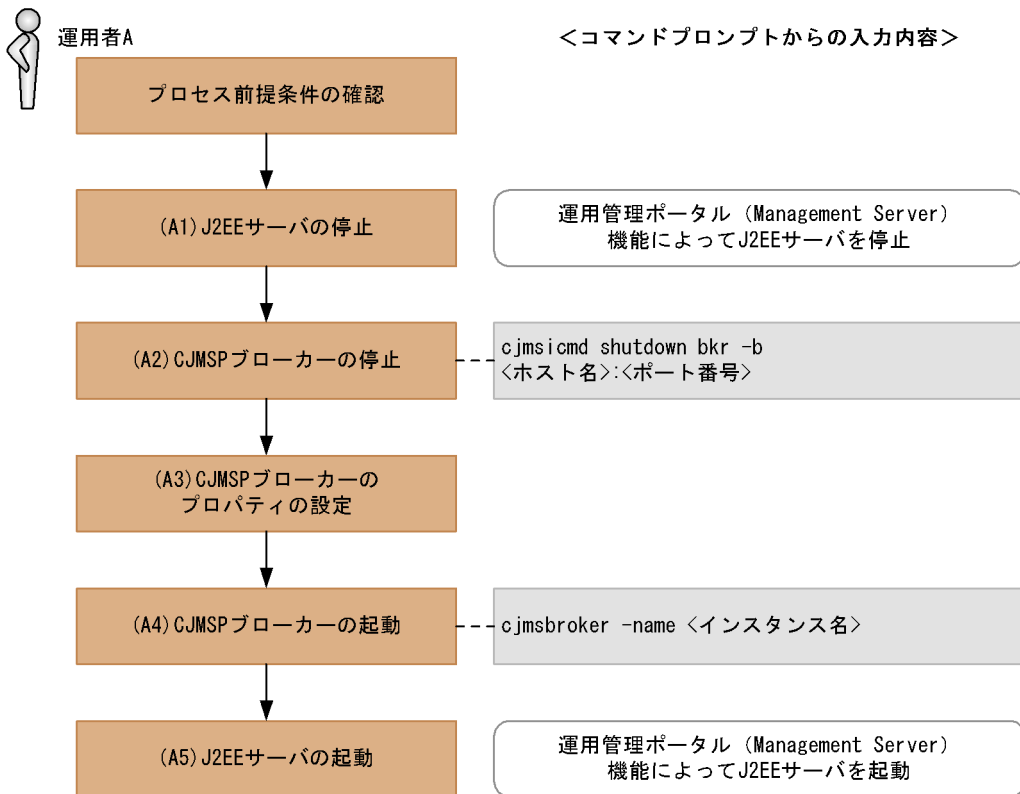 運用者A
＜コマンドプロンプトからの入力内容＞
プロセス前提条件の確認
(A1)J2EEサーバの停止
運用管理ポータル（Management Server）
機能によってJ2EEサーバを停止
(A2)CJMSPブローカーの停止
cjmsicmd shutdown bkr -b
<ホスト名>:<ポート番号>
(A3)CJMSPブローカーの
プロパティの設定
(A4)CJMSPブローカーの起動
cjmsbroker -name <インスタンス名>
(A5)J2EEサーバの起動
運用管理ポータル（Management Server）
機能によってJ2EEサーバを起動